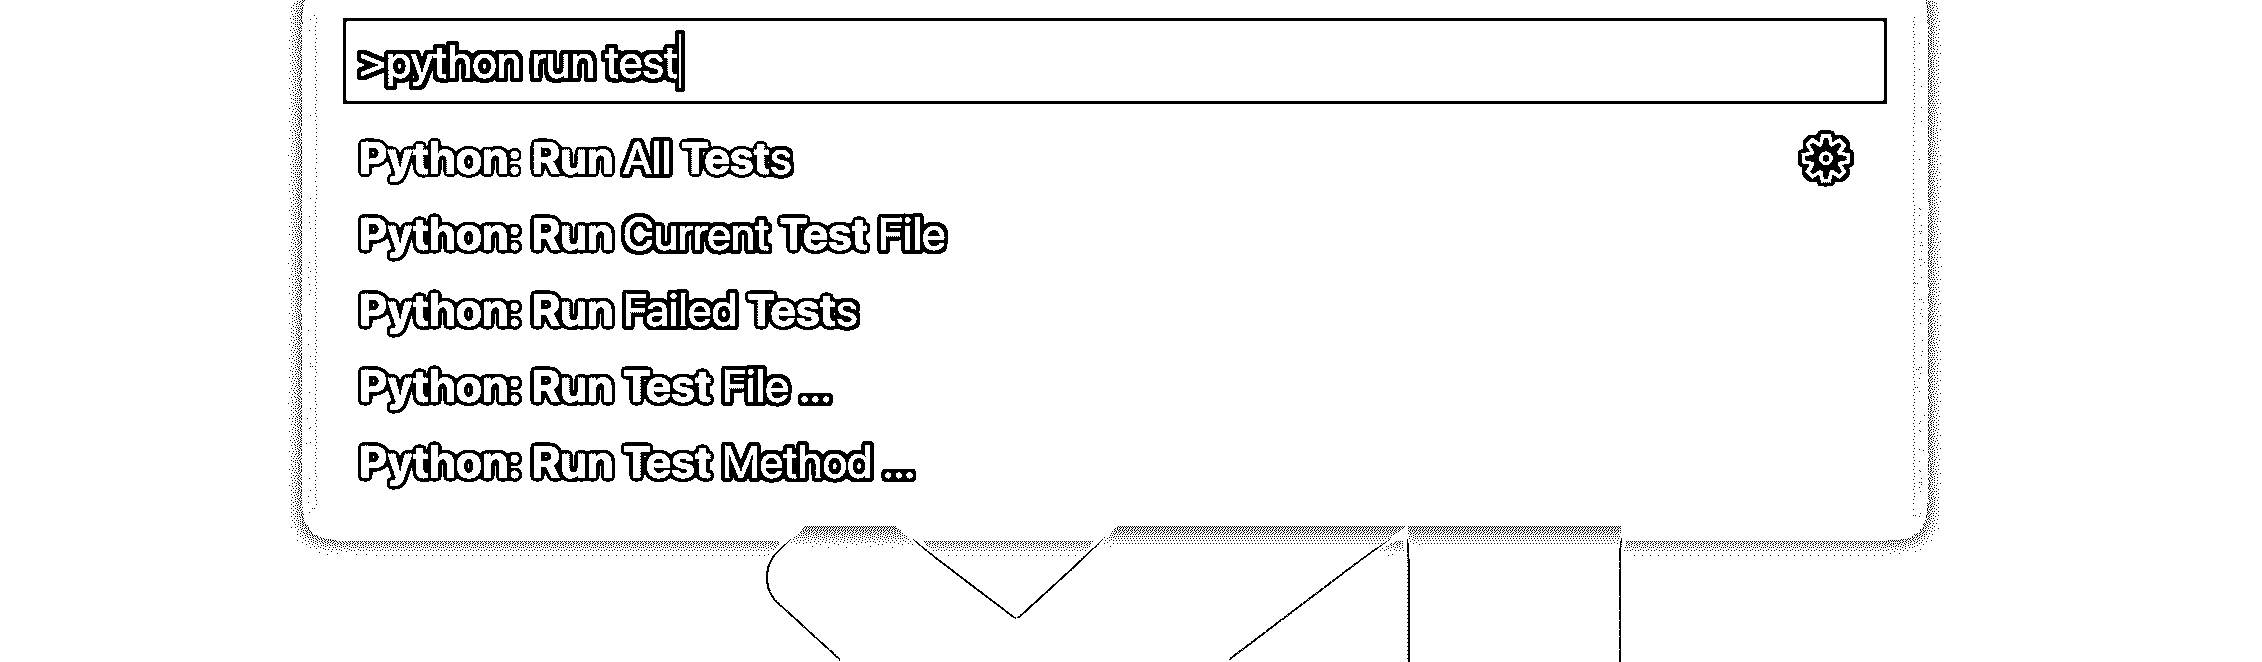 >python run test
Python: Run All Tests
Python: Run Current Test File
Python: Run Failed Tests
Python: Run Test File ...
Python: Run Test Method ...